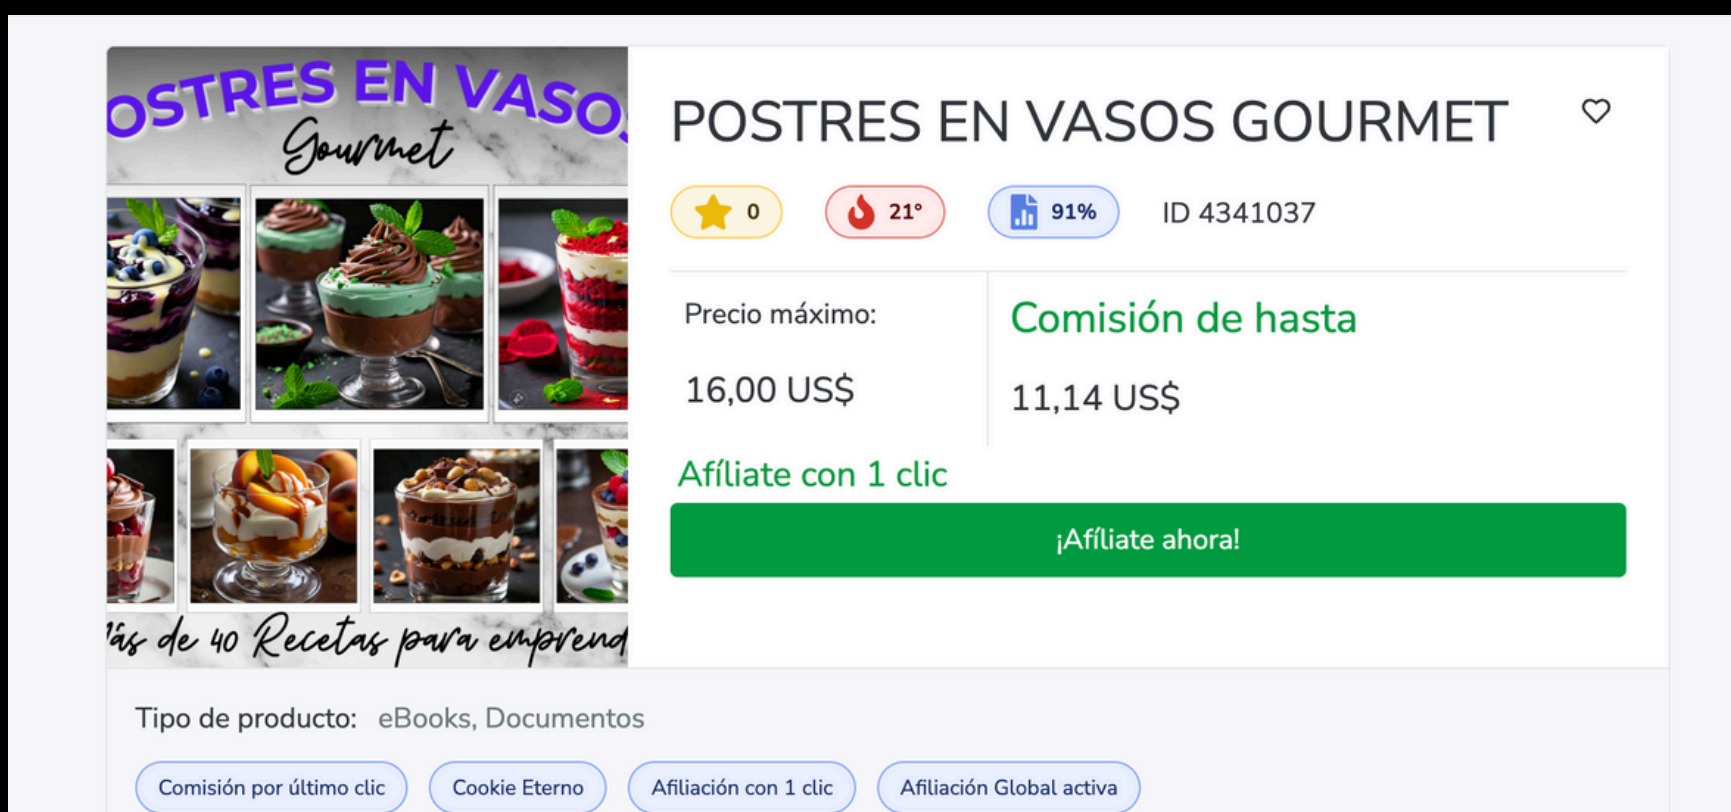 OSTRES EN VASOS
Gourmet
Más de 40 Recetas para emprend
POSTRES EN VASOS GOURMET
0
21°
91%
ID 4341037
Precio máximo:
16,00 US$
Comisión de hasta
11,14 US$
Afíliate con 1 clic
¡Afíliate ahora!
Tipo de producto: eBooks, Documentos
Comisión por último clic
Cookie Eterno
Afiliación con 1 clic
Afiliación Global activa